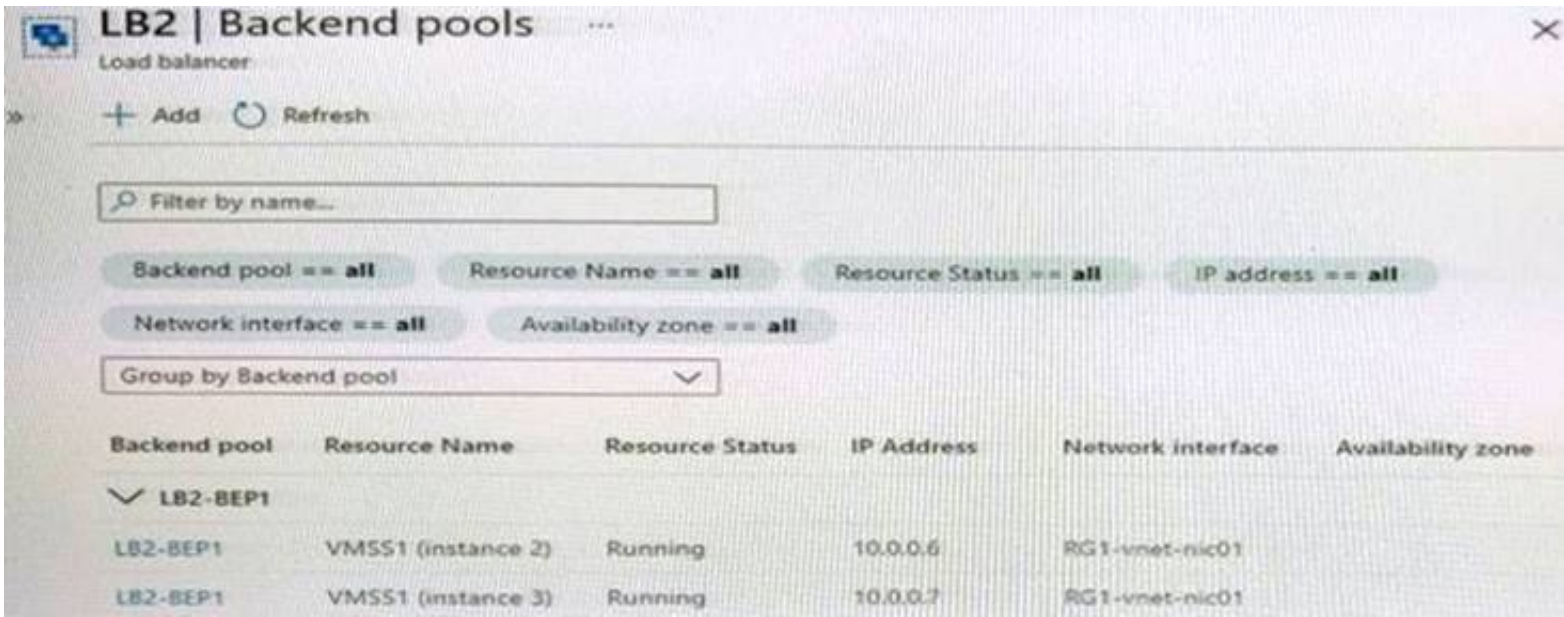 LB2 | Backend pools ...
Load balancer
Add Refresh
Filter by name...
Backend pool == all Resource Name == all Resource Status == all IP address == all
Network interface == all Availability zone == all
Group by Backend pool
Backend pool Resource Name Resource Status IP Address Network interface Availability zone
LB2-BEP1
LB2-BEP1 VMSS1 (instance 2) Running 10.0.0.6 RG1-vnet-nic01
LB2-BEP1 VMSS1 (instance 3) Running 10.0.0.7 RG1-vnet-nic01